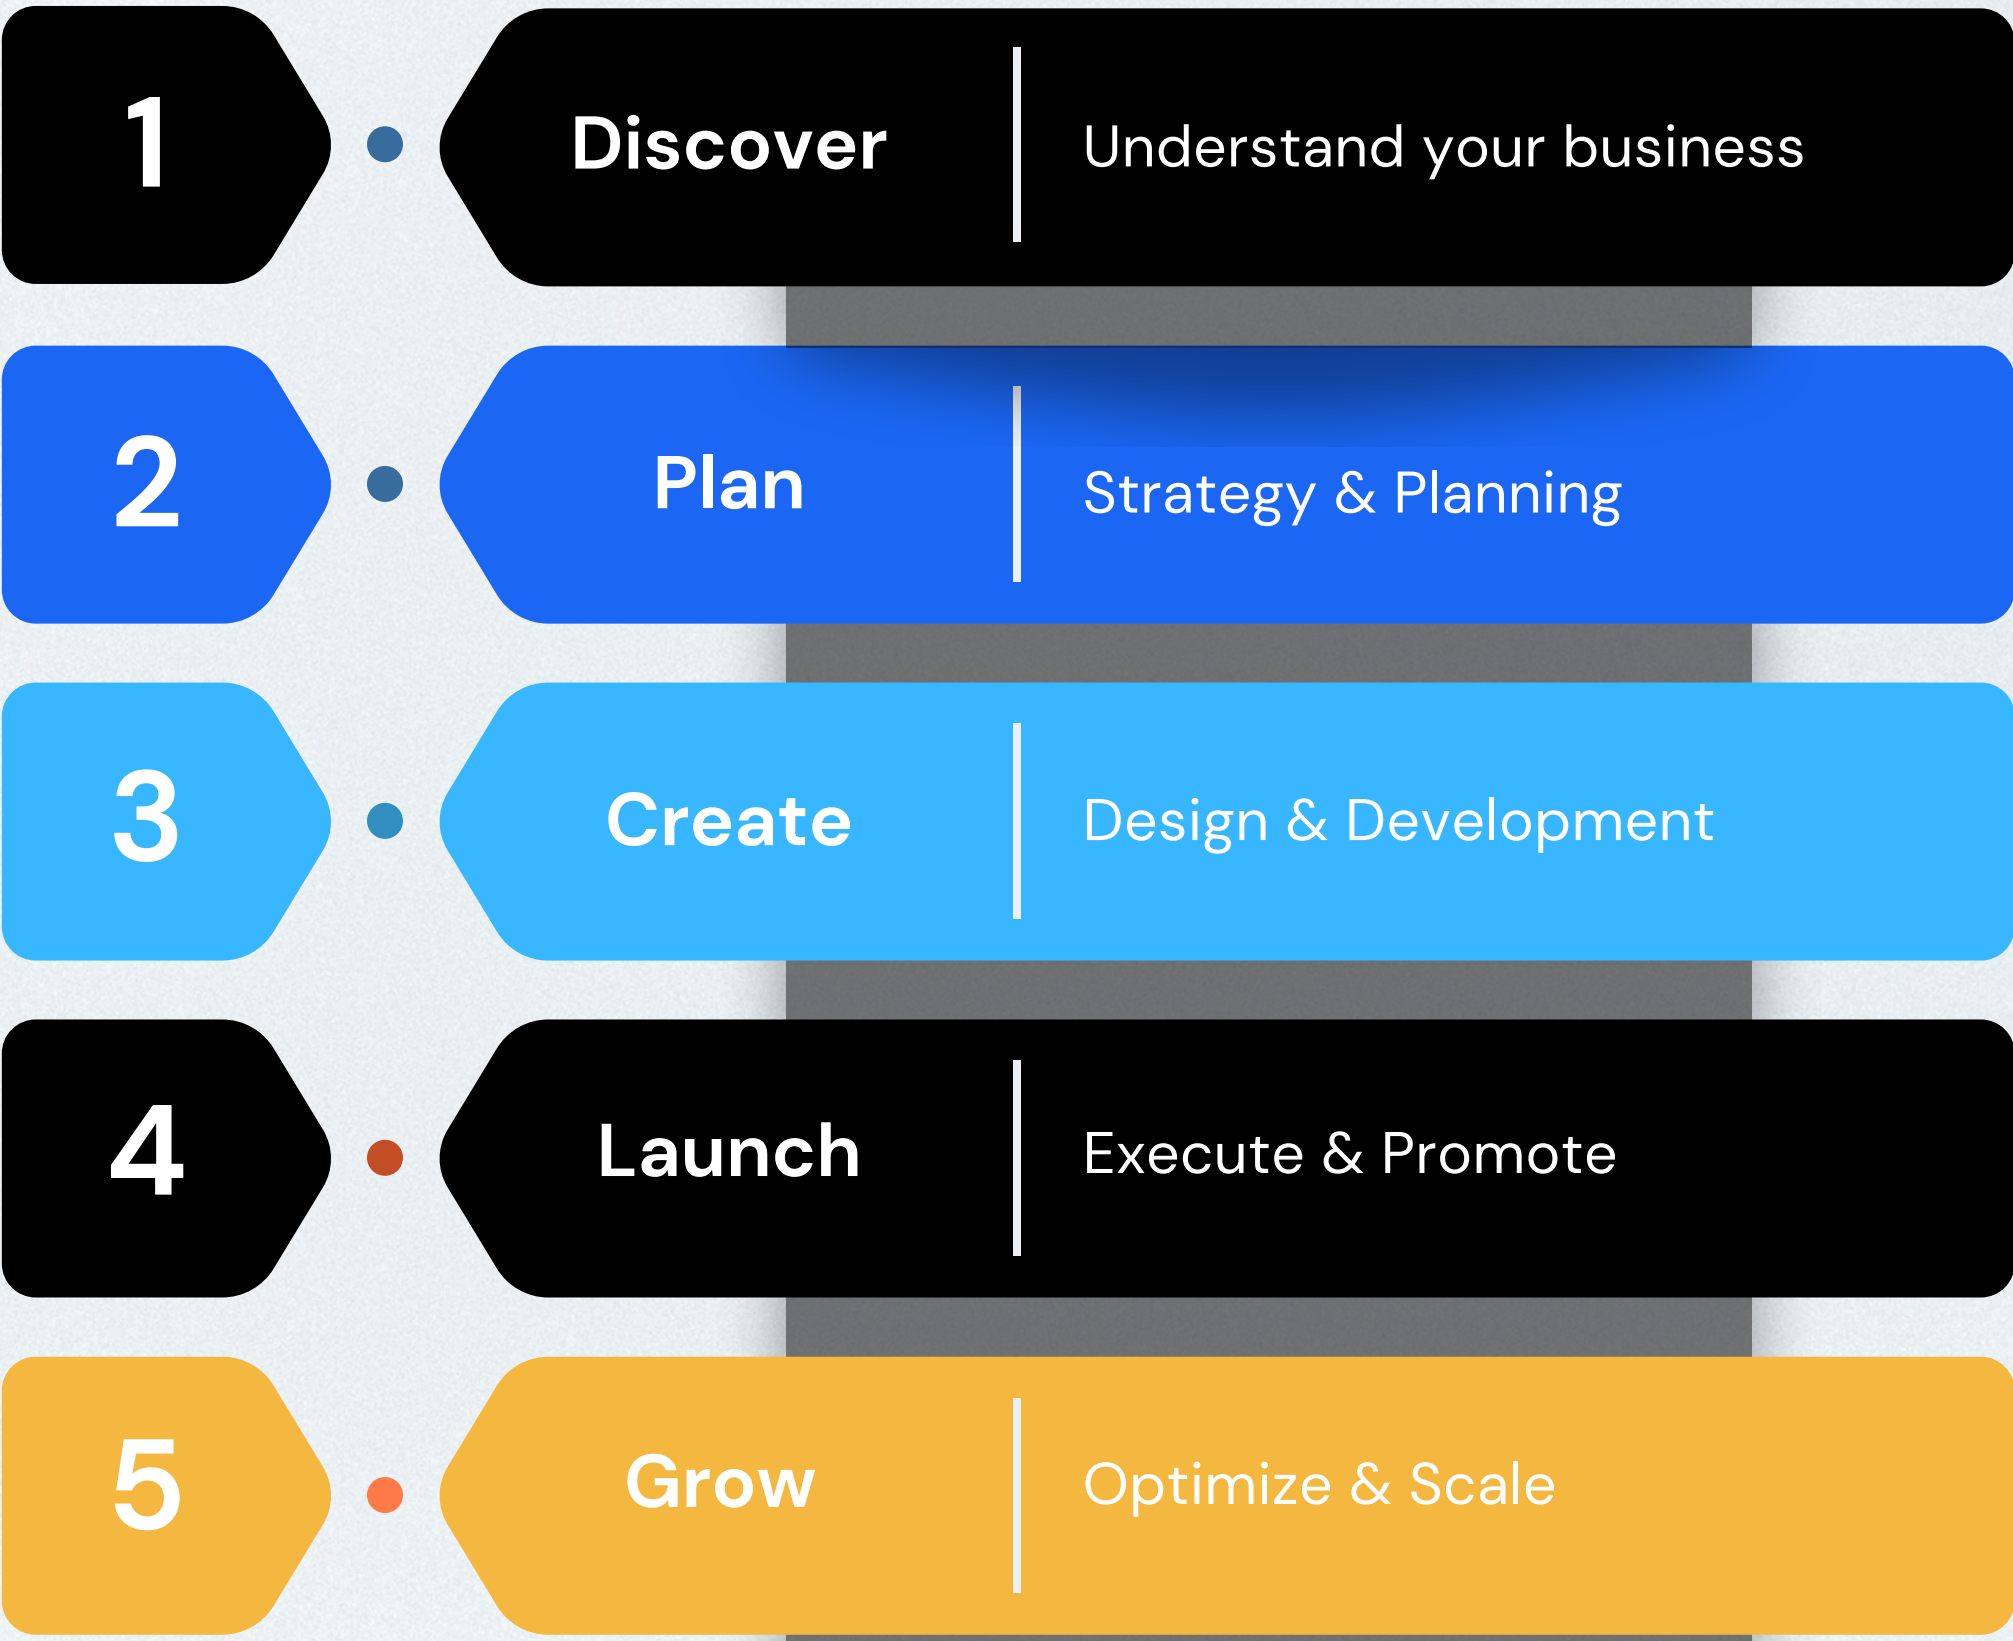 1
Discover
Understand your business
2
Plan
Strategy & Planning
3
Create
Design & Development
4
Launch
Execute & Promote
5
Grow
Optimize & Scale